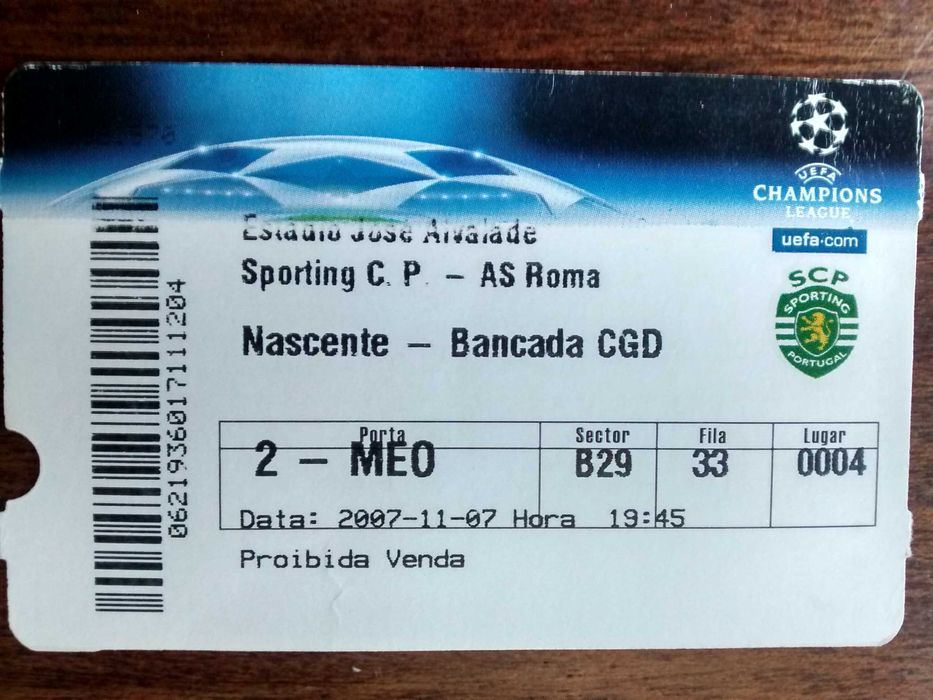 UEFA
CHAMPIONS
LEAGUE
uefa.com
SCP
SPORTING
PORTUGAL
Estádio José Alvalade
Sporting C. P. – AS Roma
Nascente – Bancada CGD
Porta Sector Fila Lugar
2 – MEO B29 33 0004
Data: 2007-11-07 Hora 19:45
Proibida Venda
0621936017111204